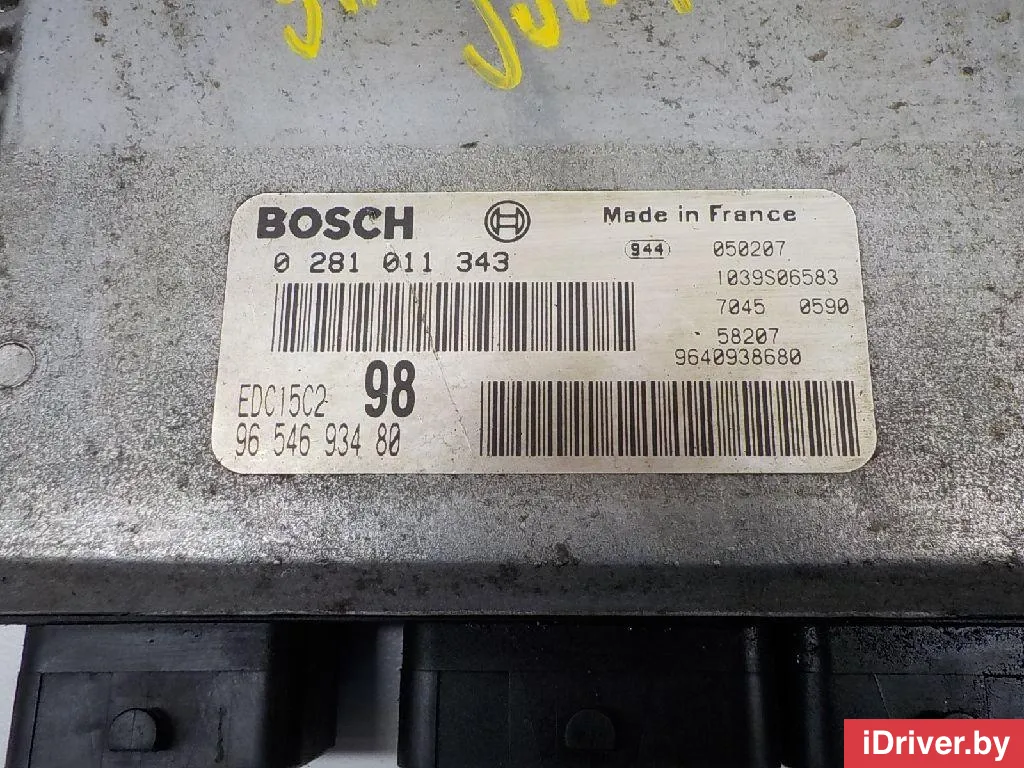 BOSCH
Made in France
0 281 011 343
944 050207
1039S06583
7045 0590
58207
9640938680
EDC15C2 98
96 546 934 80
iDriver.by